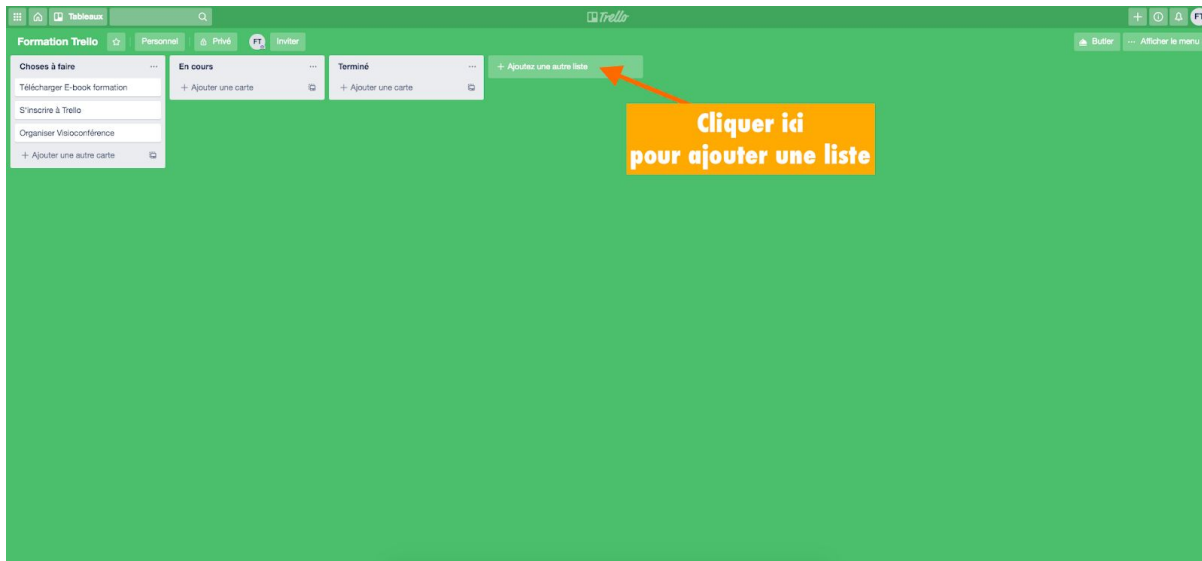 Tableaux
Trello
FT
Formation Trello
Personnel
Privé
FT
Inviter
Butler
... Afficher le menu
Choses à faire
...
En cours
...
Terminé
...
+ Ajoutez une autre liste
Télécharger E-book formation
+ Ajouter une carte
+ Ajouter une carte
S'inscrire à Trello
Organiser Visioconférence
+ Ajouter une autre carte
Cliquer ici
pour ajouter une liste